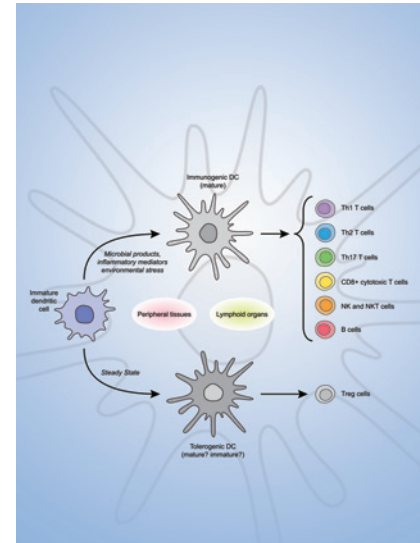 Immunogenic DC
(mature)
Th1 T cells
Th2 T cells
Th17 T cells
CD8+ cytotoxic T cells
NK and NKT cells
B cells
Microbial products,
inflammatory mediators
environmental stress
Immature
dendritic
cell
Peripheral tissues
Lymphoid organs
Steady State
Treg cells
Tolerogenic DC
(mature? immature?)